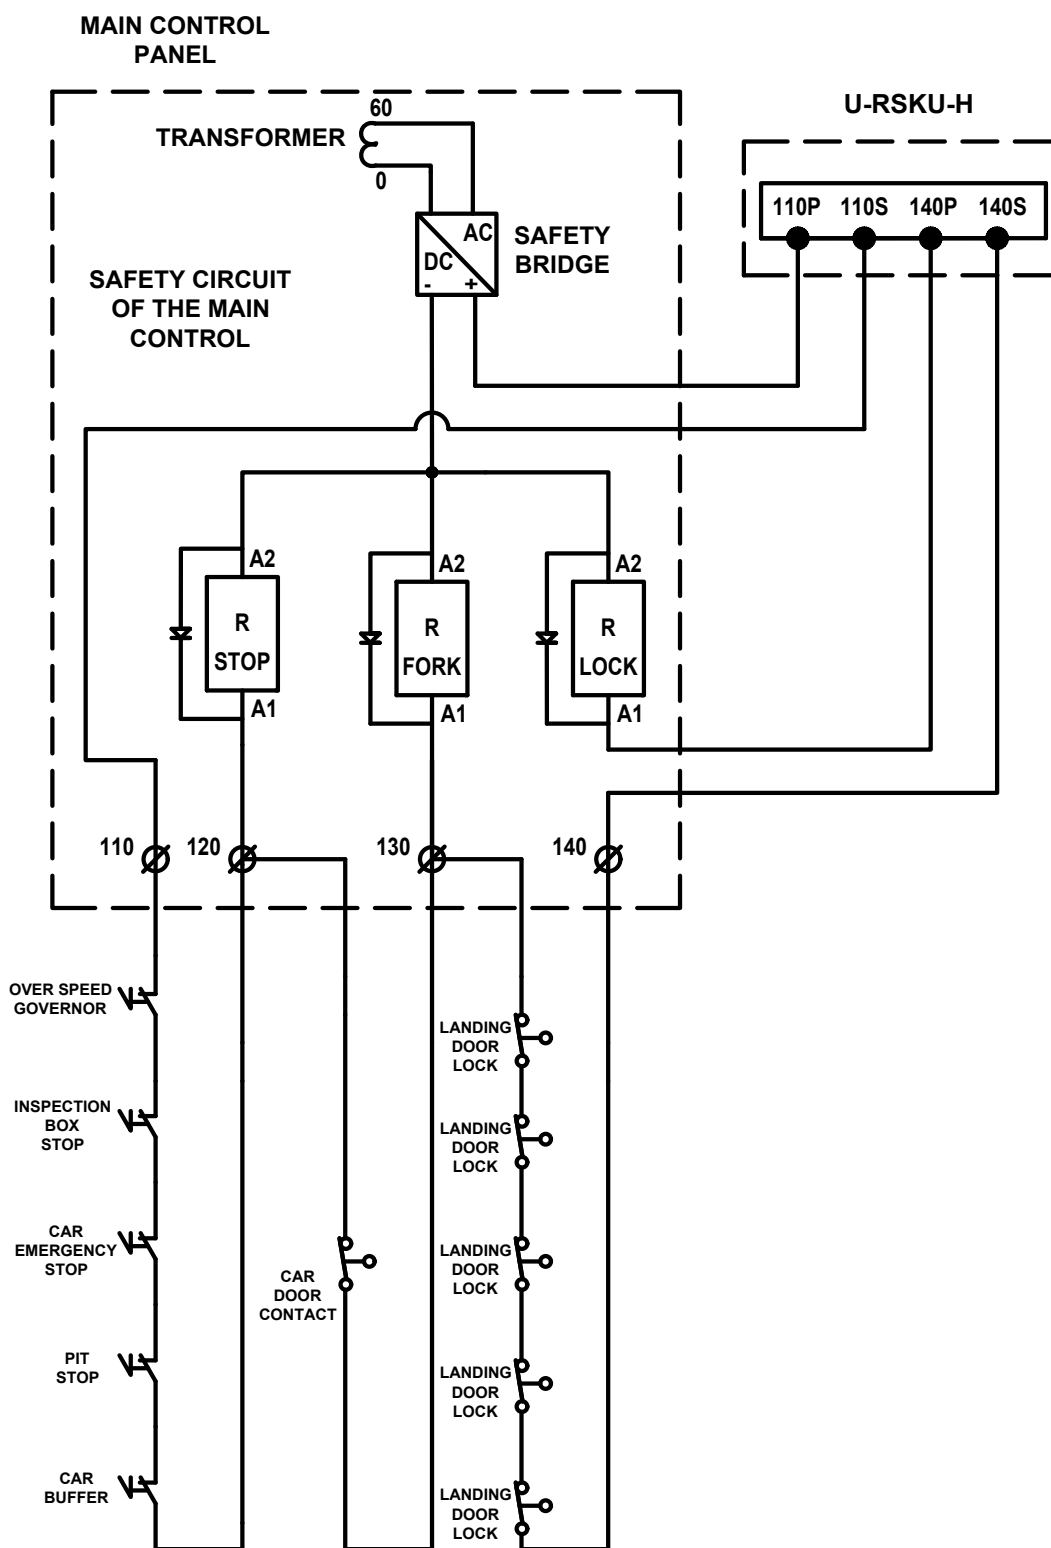 MAIN CONTROL
PANEL
U-RSKU-H
60
TRANSFORMER
0
110P 110S 140P 140S
AC
DC
- +
SAFETY
BRIDGE
SAFETY CIRCUIT
OF THE MAIN
CONTROL
A2
A2
A2
R
STOP
R
FORK
R
LOCK
A1
A1
A1
110
120
130
140
OVER SPEED
GOVERNOR
INSPECTION
BOX
STOP
CAR
EMERGENCY
STOP
PIT
STOP
CAR
BUFFER
CAR
DOOR
CONTACT
LANDING
DOOR
LOCK
LANDING
DOOR
LOCK
LANDING
DOOR
LOCK
LANDING
DOOR
LOCK
LANDING
DOOR
LOCK